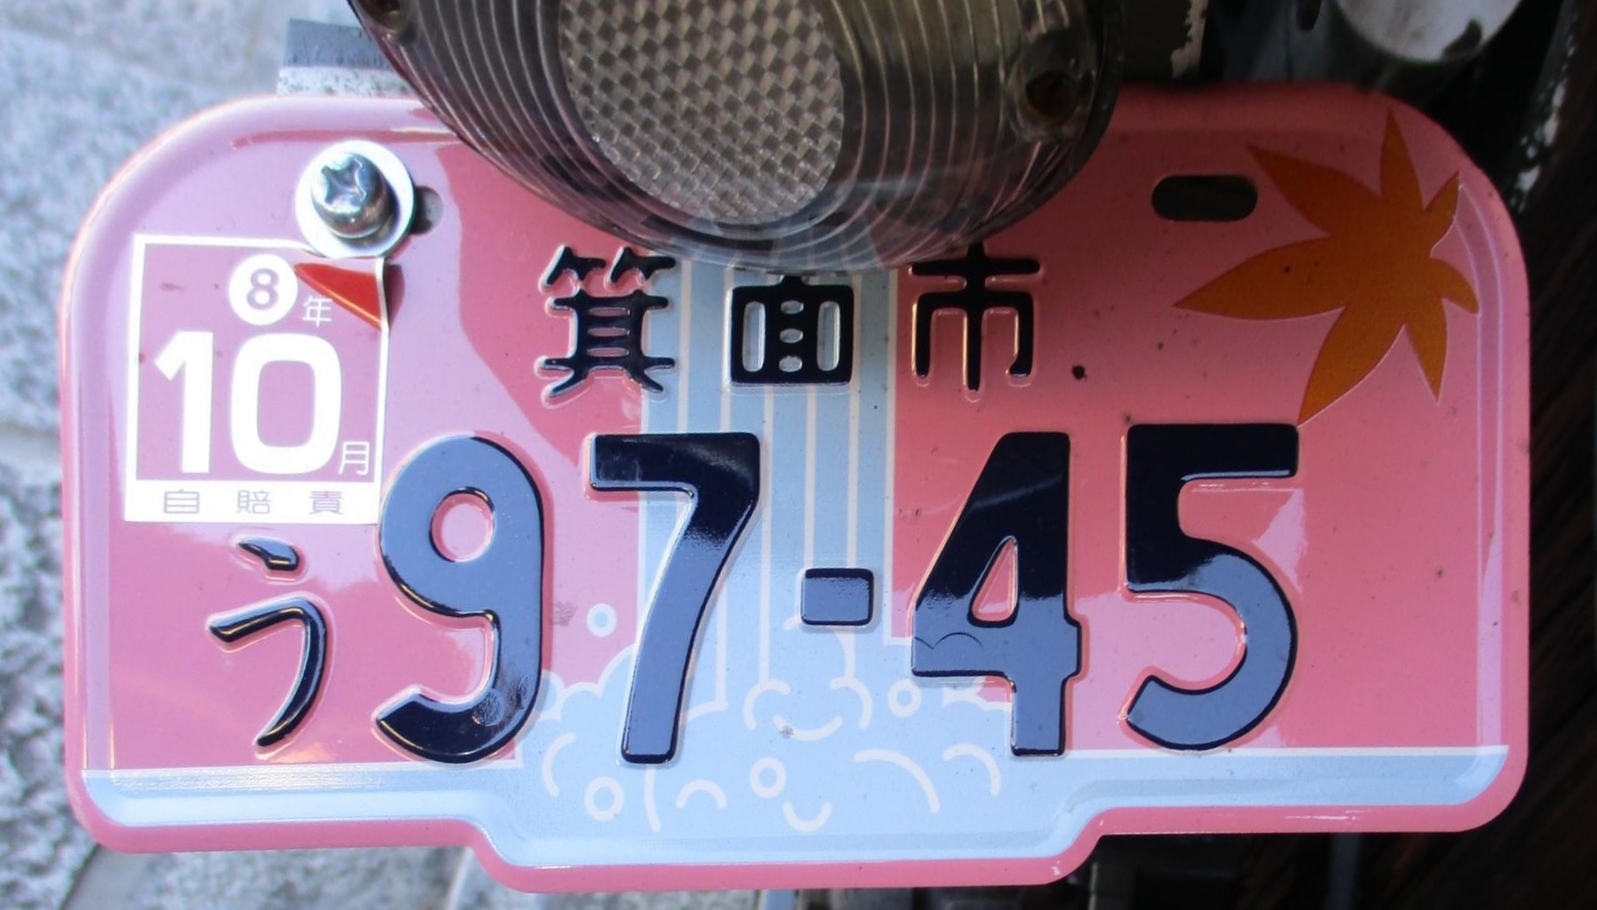 箕面市
8年
10月
自賠責
う 97-45